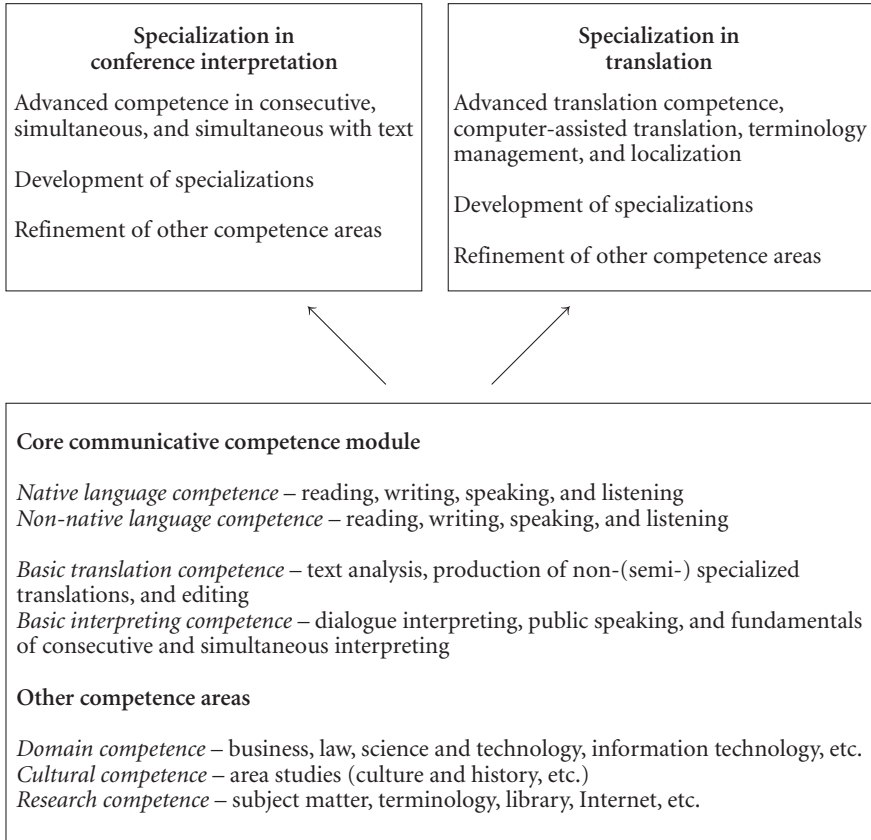 Specialization in
conference interpretation
Advanced competence in consecutive,
simultaneous, and simultaneous with text
Development of specializations
Refinement of other competence areas
Specialization in
translation
Advanced translation competence,
computer-assisted translation, terminology
management, and localization
Development of specializations
Refinement of other competence areas
Core communicative competence module
Native language competence – reading, writing, speaking, and listening
Non-native language competence – reading, writing, speaking, and listening
Basic translation competence – text analysis, production of non-(semi-) specialized
translations, and editing
Basic interpreting competence – dialogue interpreting, public speaking, and fundamentals
of consecutive and simultaneous interpreting
Other competence areas
Domain competence – business, law, science and technology, information technology, etc.
Cultural competence – area studies (culture and history, etc.)
Research competence – subject matter, terminology, library, Internet, etc.